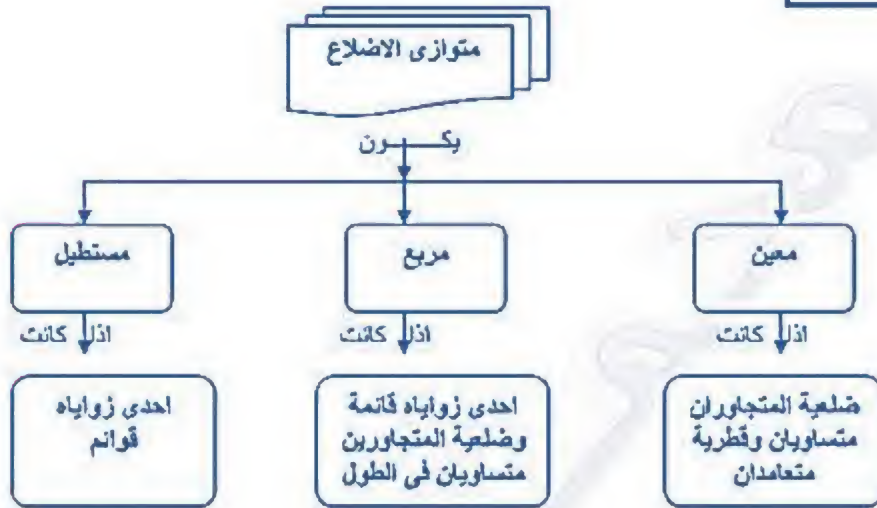 متوازى الاضلاع
يكـــــون
معين
مربع
مستطيل
اذا كانت
اذا كانت
اذا كانت
ضلعية المتجاوران
متساويان وقطرية
متعامدان
احدى زواياه قائمة
وضلعية المتجاورين
متساويان فى الطول
احدى زواياه
قوائم